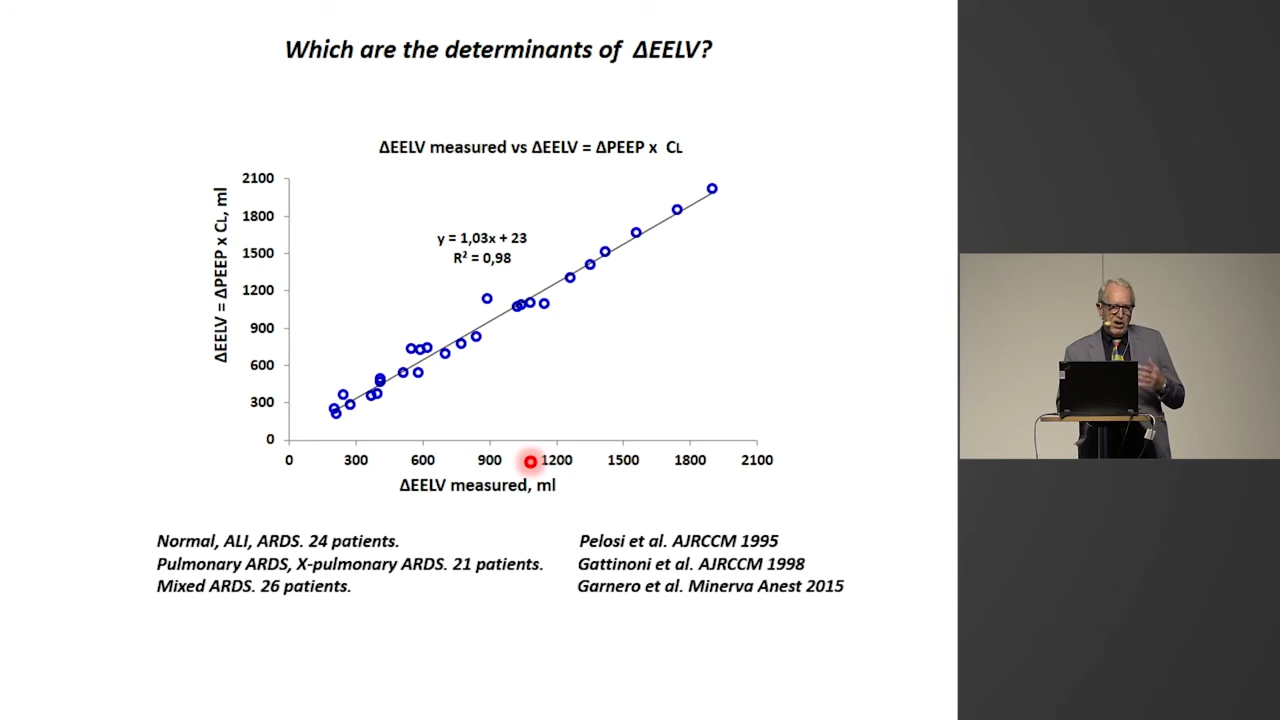 Which are the determinants of ΔEELV?
ΔEELV measured vs ΔEELV = ΔPEEP x CL
ΔEELV = ΔPEEP x CL, ml
2100
1800
1500
1200
900
600
300
0
y = 1,03x + 23
R² = 0,98
0 300 600 900 1200 1500 1800 2100
ΔEELV measured, ml
Normal, ALI, ARDS. 24 patients. Pelosi et al. AJRCCM 1995
Pulmonary ARDS, X-pulmonary ARDS. 21 patients. Gattinoni et al. AJRCCM 1998
Mixed ARDS. 26 patients. Garnero et al. Minerva Anest 2015